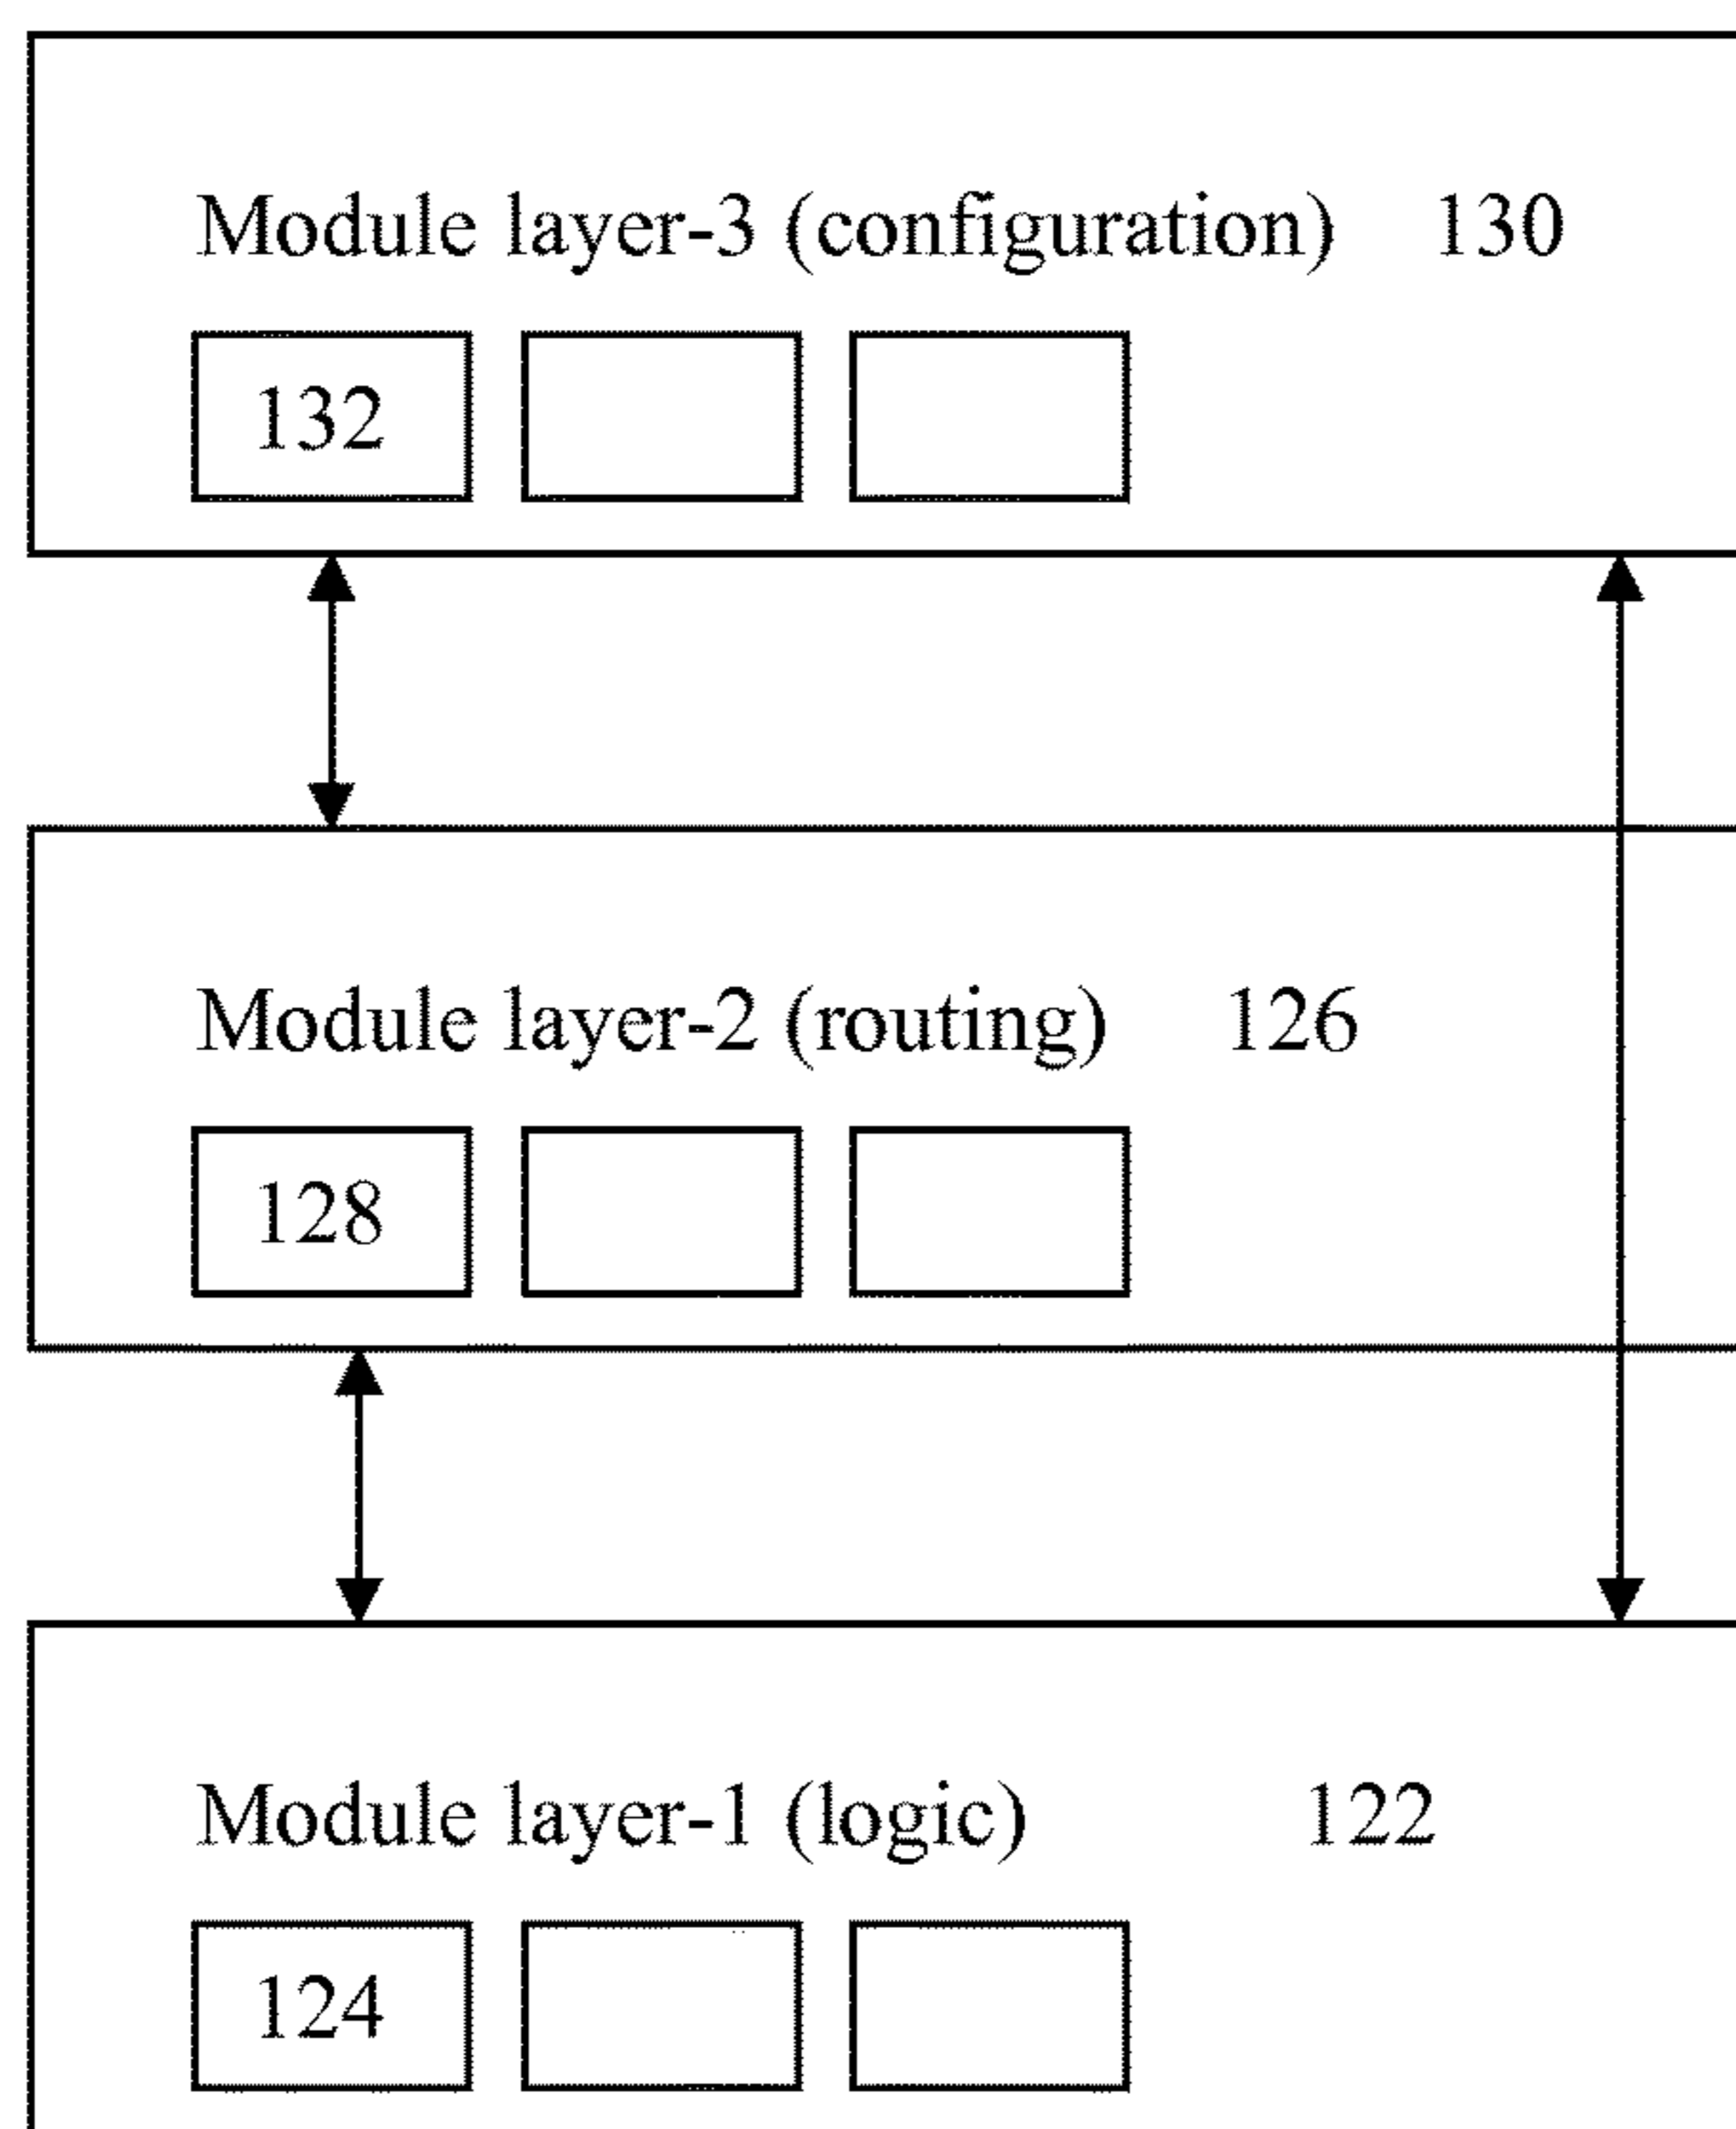 Module layer-3 (configuration) 130
132
Module layer-2 (routing) 126
128
Module layer-1 (logic) 122
124